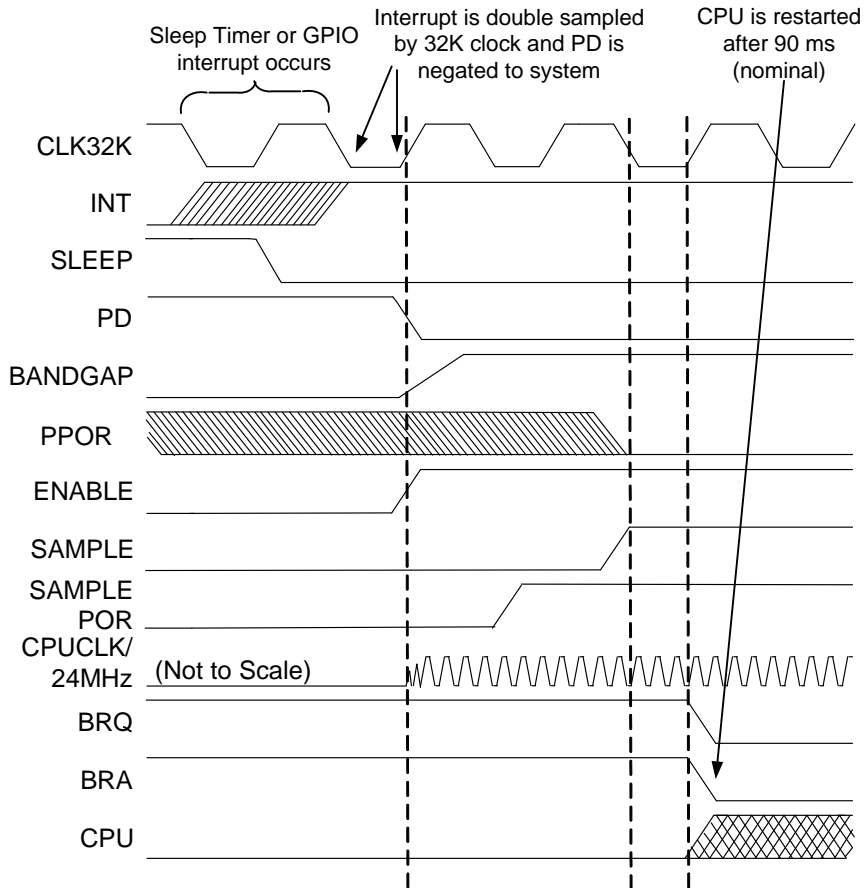 Sleep Timer or GPIO
interrupt occurs
Interrupt is double sampled
by 32K clock and PD is
negated to system
CPU is restarted
after 90 ms
(nominal)
CLK32K
INT
SLEEP
PD
BANDGAP
PPOR
ENABLE
SAMPLE
SAMPLE
POR
CPUCLK/
24MHz
(Not to Scale)
BRQ
BRA
CPU